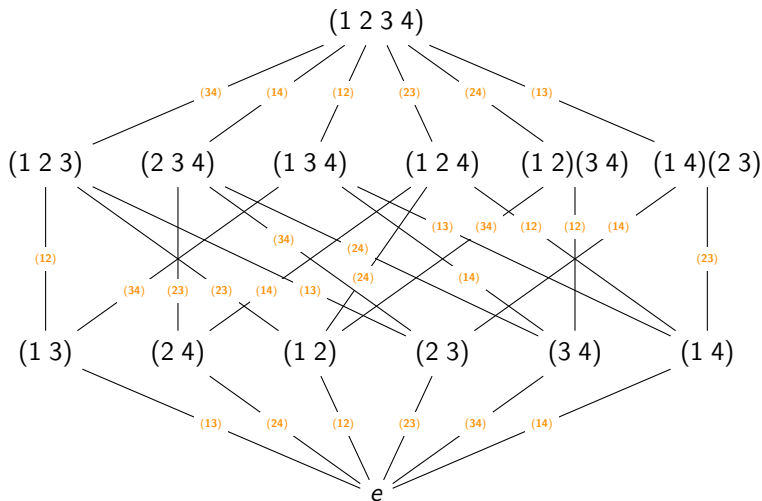 (1 2 3 4)
(34) (14) (12) (23) (24) (13)
(1 2 3) (2 3 4) (1 3 4) (1 2 4) (1 2)(3 4) (1 4)(2 3)
(13) (34) (12) (12) (14)
(34)
(24)
(12) (23)
(24) (14)
(34) (23) (23) (14) (13)
(1 3) (2 4) (1 2) (2 3) (3 4) (1 4)
(13) (24) (12) (23) (34) (14)
e